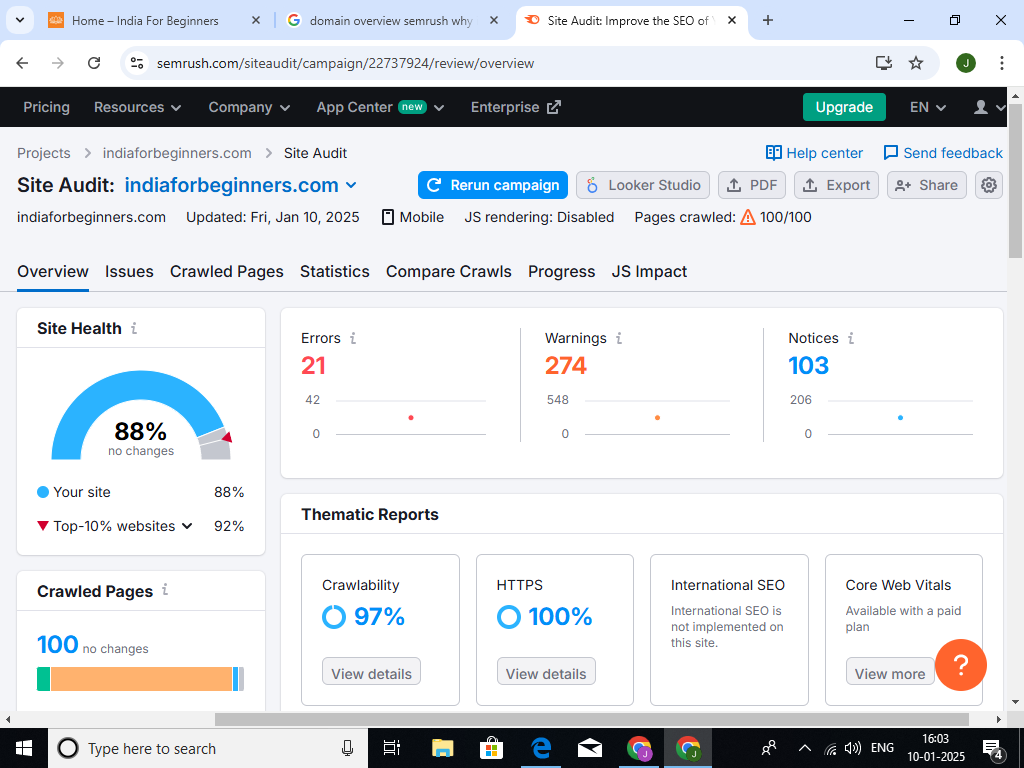 Home – India For Beginners
domain overview semrush why
Site Audit: Improve the SEO of
semrush.com/siteaudit/campaign/22737924/review/overview
J
Pricing
Resources
Company
App Center new
Enterprise
Upgrade
EN
Projects > indiaforbeginners.com > Site Audit
Help center
Send feedback
Site Audit: indiaforbeginners.com
Rerun campaign
Looker Studio
PDF
Export
Share
indiaforbeginners.com
Updated: Fri, Jan 10, 2025
Mobile
JS rendering: Disabled
Pages crawled: 100/100
Overview
Issues
Crawled Pages
Statistics
Compare Crawls
Progress
JS Impact
Site Health i
88%
no changes
Your site 88%
Top-10% websites 92%
Errors i
21
42
0
Warnings i
274
548
0
Notices i
103
206
0
Thematic Reports
Crawlability
97%
View details
HTTPS
100%
View details
International SEO
International SEO is
not implemented on
this site.
Core Web Vitals
Available with a paid
plan
View more
?
Crawled Pages i
100 no changes
Type here to search
J
J
ENG
16:03
10-01-2025
4